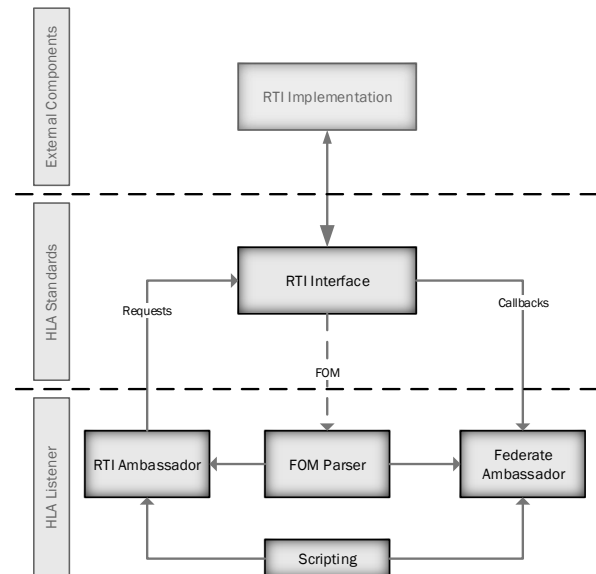 External Components
RTI Implementation
HLA Standards
RTI Interface
Requests
Callbacks
FOM
HLA Listener
RTI Ambassador
FOM Parser
Federate
Ambassador
Scripting